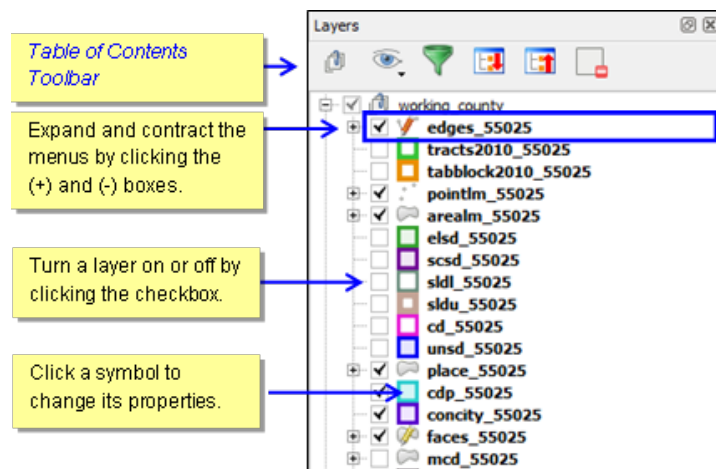 Layers
Table of Contents
Toolbar
working_county
Expand and contract the
menus by clicking the
(+) and (-) boxes.
edges_55025
tracts2010_55025
tabblock2010_55025
pointlm_55025
arealm_55025
elsd_55025
scsd_55025
Turn a layer on or off by
clicking the checkbox.
sldl_55025
sldu_55025
cd_55025
unsd_55025
Click a symbol to
change its properties.
place_55025
cdp_55025
concity_55025
faces_55025
mcd_55025